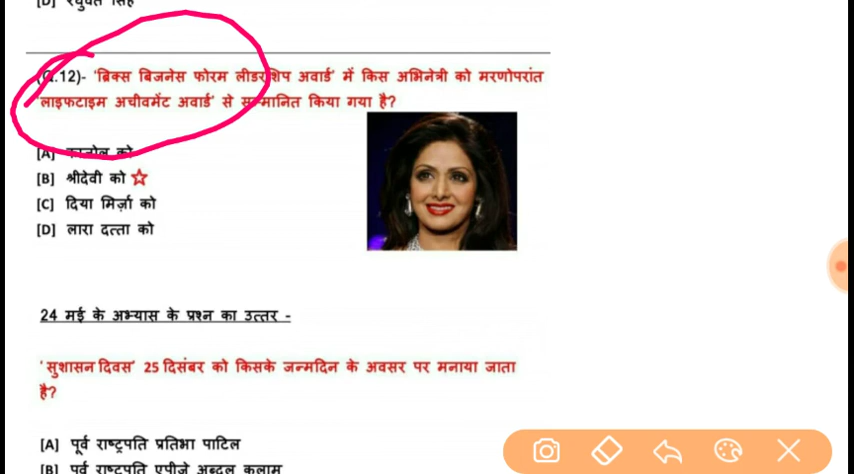 [D] रघुवेंत सिंह
(Q.12)- 'ब्रिक्स बिजनेस फोरम लीडरशिप अवार्ड' में किस अभिनेत्री को मरणोपरांत
'लाइफटाइम अचीवमेंट अवार्ड' से सम्मानित किया गया है?
[A] काजोल को
[B] श्रीदेवी को
[C] दिया मिर्ज़ा को
[D] लारा दत्ता को
24 मई के अभ्यास के प्रश्न का उत्तर -
'सुशासन दिवस' 25 दिसंबर को किसके जन्मदिन के अवसर पर मनाया जाता
है?
[A] पूर्व राष्ट्रपति प्रतिभा पाटिल
[B] पूर्व राष्ट्रपति एपीजे अब्दुल कलाम